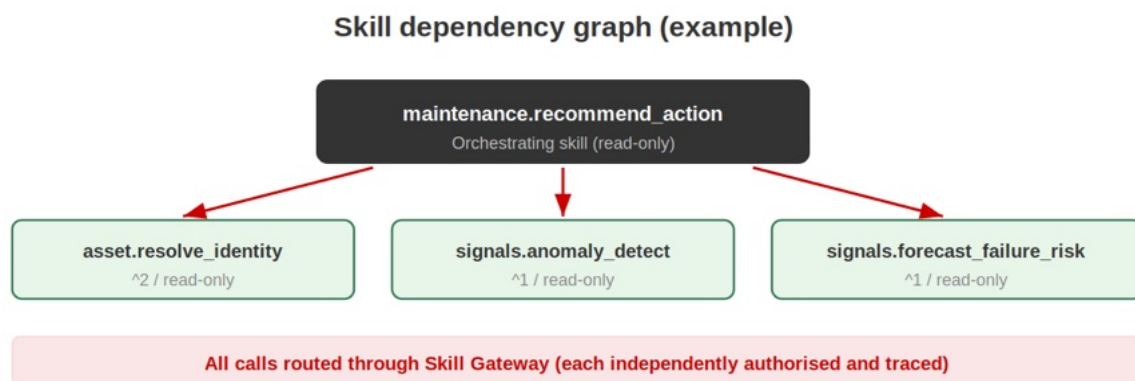 Skill dependency graph (example)
maintenance.recommend_action
Orchestrating skill (read-only)
asset.resolve_identity
^2 / read-only
signals.anomaly_detect
^1 / read-only
signals.forecast_failure_risk
^1 / read-only
All calls routed through Skill Gateway (each independently authorised and traced)